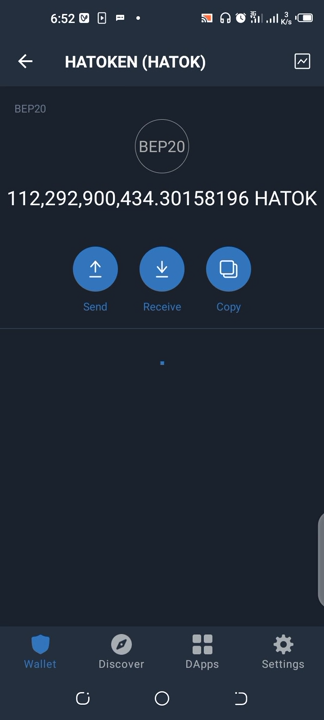 6:52
3
K/s
HATOKEN (HATOK)
BEP20
BEP20
112,292,900,434.30158196 HATOK
Send Receive Copy
Wallet Discover DApps Settings